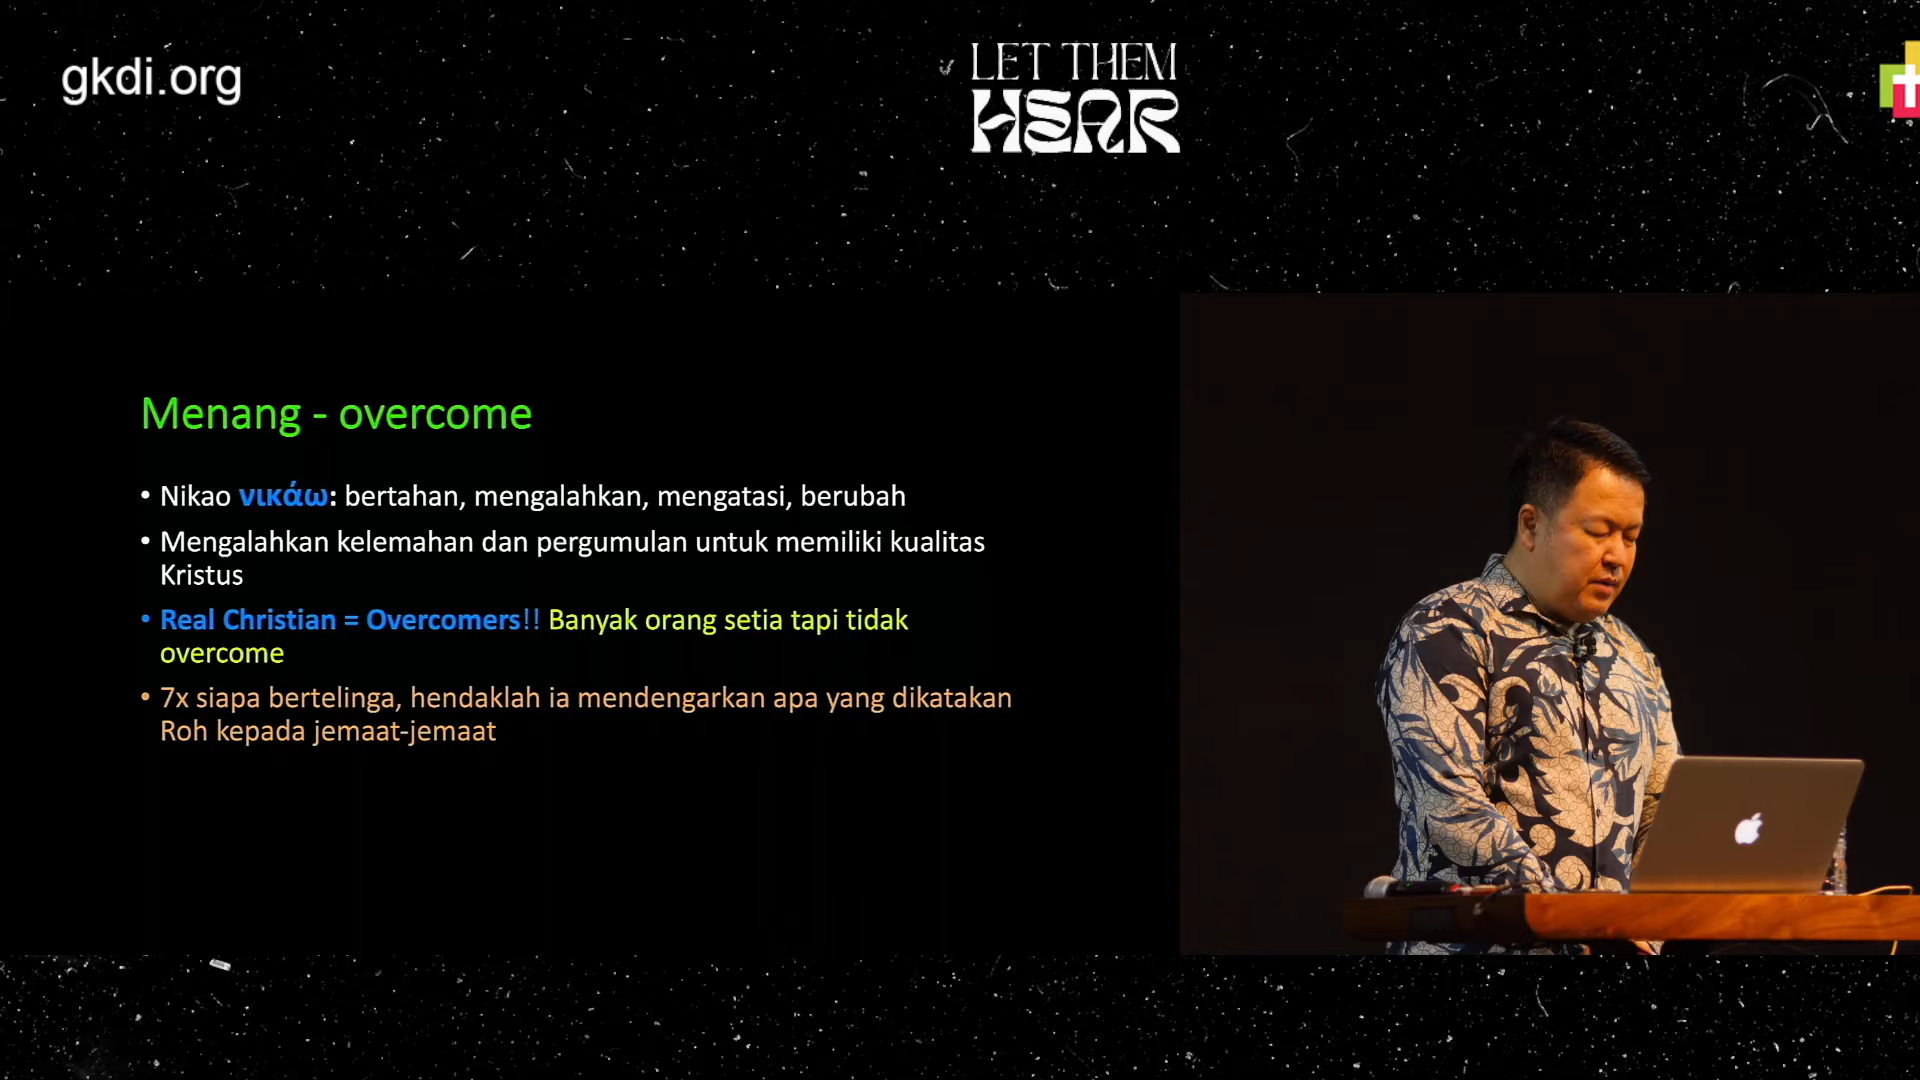 gkdi.org
LET THEM
HEAR
Menang - overcome
• Nikao νικάω: bertahan, mengalahkan, mengatasi, berubah
• Mengalahkan kelemahan dan pergumulan untuk memiliki kualitas
Kristus
• Real Christian = Overcomers!! Banyak orang setia tapi tidak
overcome
• 7x siapa bertelinga, hendaklah ia mendengarkan apa yang dikatakan
Roh kepada jemaat-jemaat